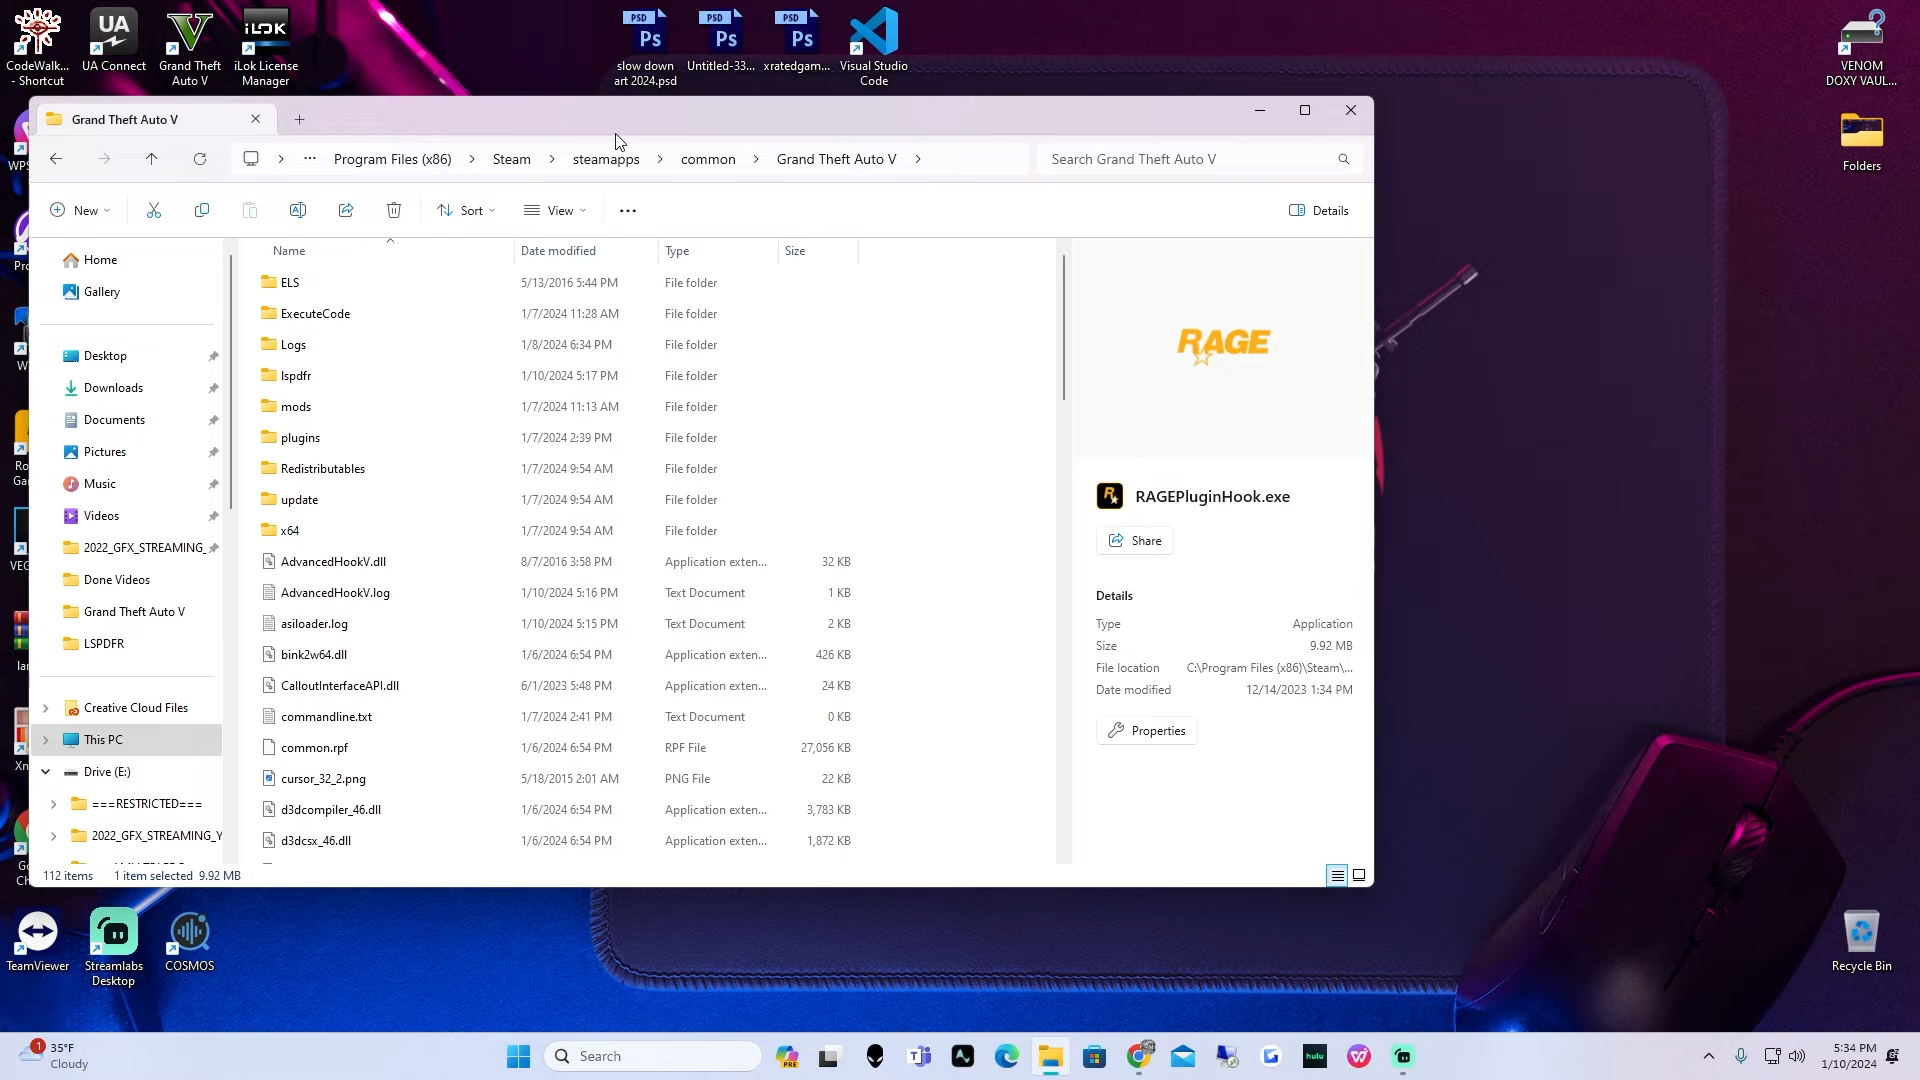 CodeWalk...
- Shortcut
UA Connect
Grand Theft
Auto V
iLOK
iLok License
Manager
PSD
Ps
slow down
art 2024.psd
PSD
Ps
Untitled-33...
PSD
Ps
xratedgam...
Visual Studio
Code
VENOM
DOXY VAUL...
Folders
Grand Theft Auto V
Program Files (x86)
Steam
steamapps
common
Grand Theft Auto V
Search Grand Theft Auto V
New
Sort
View
Details
Home
Gallery
Desktop
Downloads
Documents
Pictures
Music
Videos
2022_GFX_STREAMING_
Done Videos
Grand Theft Auto V
LSPDFR
Creative Cloud Files
This PC
Drive (E:)
===RESTRICTED===
2022_GFX_STREAMING_Y
Name Date modified Type Size
ELS 5/13/2016 5:44 PM File folder
ExecuteCode 1/7/2024 11:28 AM File folder
Logs 1/8/2024 6:34 PM File folder
lspdfr 1/10/2024 5:17 PM File folder
mods 1/7/2024 11:13 AM File folder
plugins 1/7/2024 2:39 PM File folder
Redistributables 1/7/2024 9:54 AM File folder
update 1/7/2024 9:54 AM File folder
x64 1/7/2024 9:54 AM File folder
AdvancedHookV.dll 8/7/2016 3:58 PM Application exten... 32 KB
AdvancedHookV.log 1/10/2024 5:16 PM Text Document 1 KB
asiloader.log 1/10/2024 5:15 PM Text Document 2 KB
bink2w64.dll 1/6/2024 6:54 PM Application exten... 426 KB
CalloutInterfaceAPI.dll 6/1/2023 5:48 PM Application exten... 24 KB
commandline.txt 1/7/2024 2:41 PM Text Document 0 KB
common.rpf 1/6/2024 6:54 PM RPF File 27,056 KB
cursor_32_2.png 5/18/2015 2:01 AM PNG File 22 KB
d3dcompiler_46.dll 1/6/2024 6:54 PM Application exten... 3,783 KB
d3dcsx_46.dll 1/6/2024 6:54 PM Application exten... 1,872 KB
RAGE
RAGEPluginHook.exe
Share
Details
Type Application
Size 9.92 MB
File location C:\Program Files (x86)\Steam\...
Date modified 12/14/2023 1:34 PM
Properties
112 items 1 item selected 9.92 MB
TeamViewer
Streamlabs
Desktop
COSMOS
Recycle Bin
1
35°F
Cloudy
Search
PRE
hulu
5:34 PM
1/10/2024